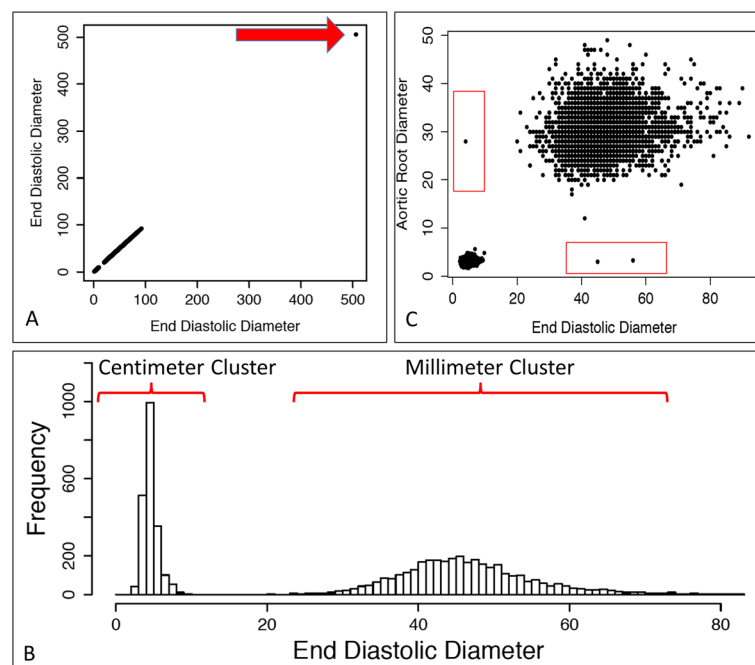 500
400
300
200
100
0
End Diastolic Diameter
0 100 200 300 400 500
End Diastolic Diameter
A
50
40
30
20
10
0
Aortic Root Diameter
0 20 40 60 80
End Diastolic Diameter
C
Centimeter Cluster
Millimeter Cluster
1000
600
200
0
Frequency
0 20 40 60 80
End Diastolic Diameter
B